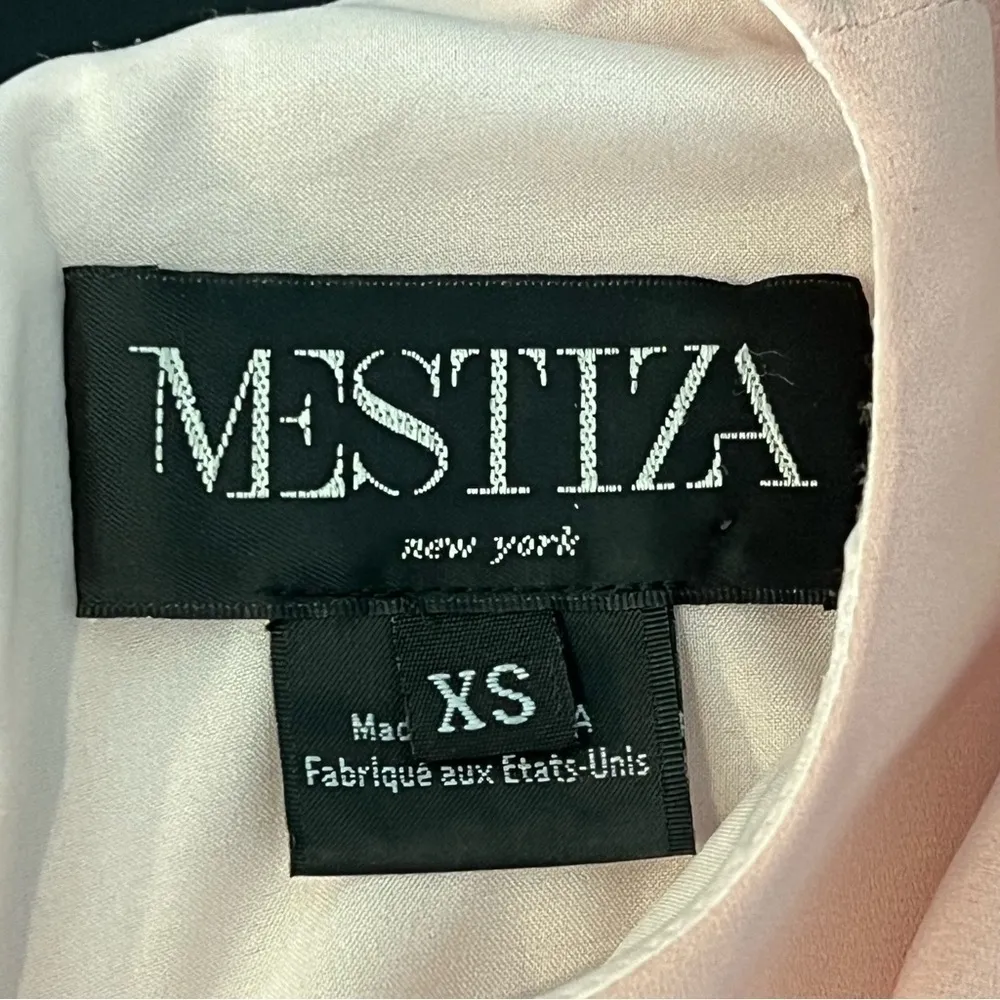 MESTIZA
new york
XS
Fabriqué aux Etats-Unis